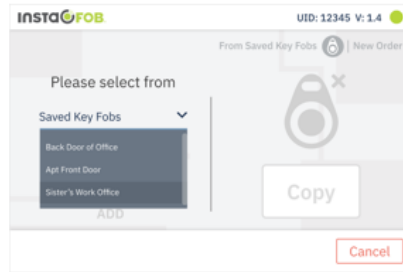 INSTAFOB
UID: 12345 V: 1.4
From Saved Key Fobs | New Order
Please select from
Saved Key Fobs
Back Door of Office
Apt Front Door
Sister's Work Office
ADD
Copy
Cancel